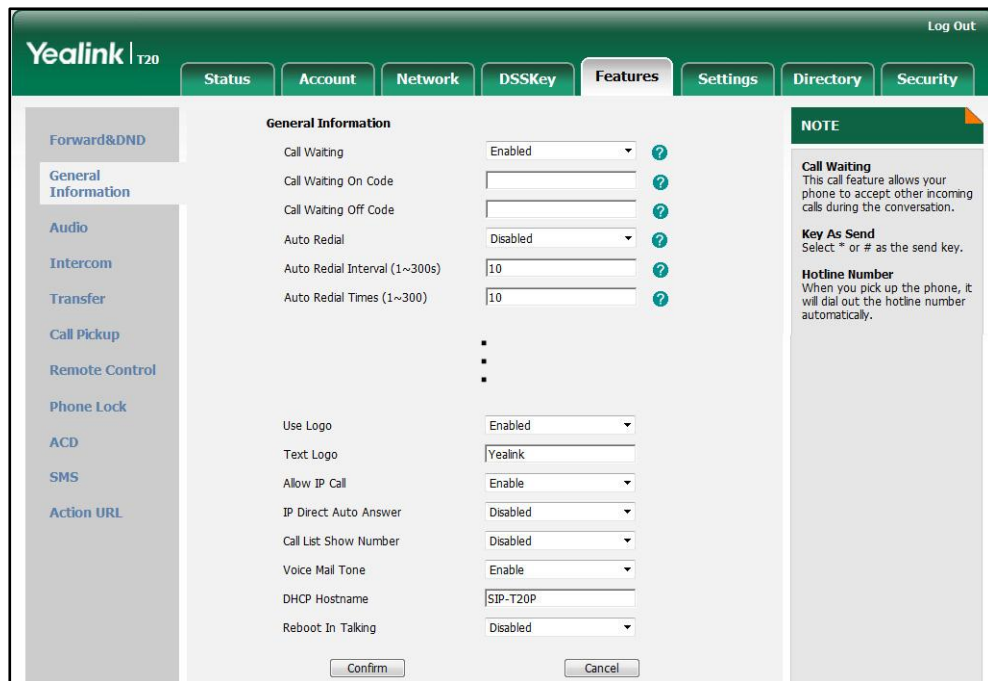 Log Out
Yealink T20
Status Account Network DSSKey Features Settings Directory Security
Forward&DND
General
Information
Audio
Intercom
Transfer
Call Pickup
Remote Control
Phone Lock
ACD
SMS
Action URL
General Information
Call Waiting Enabled ?
Call Waiting On Code ?
Call Waiting Off Code ?
Auto Redial Disabled ?
Auto Redial Interval (1~300s) 10 ?
Auto Redial Times (1~300) 10 ?
Use Logo Enabled
Text Logo Yealink
Allow IP Call Enable
IP Direct Auto Answer Disabled
Call List Show Number Disabled
Voice Mail Tone Enable
DHCP Hostname SIP-T20P
Reboot In Talking Disabled
Confirm Cancel
NOTE
Call Waiting
This call feature allows your
phone to accept other incoming
calls during the conversation.
Key As Send
Select * or # as the send key.
Hotline Number
When you pick up the phone, it
will dial out the hotline number
automatically.